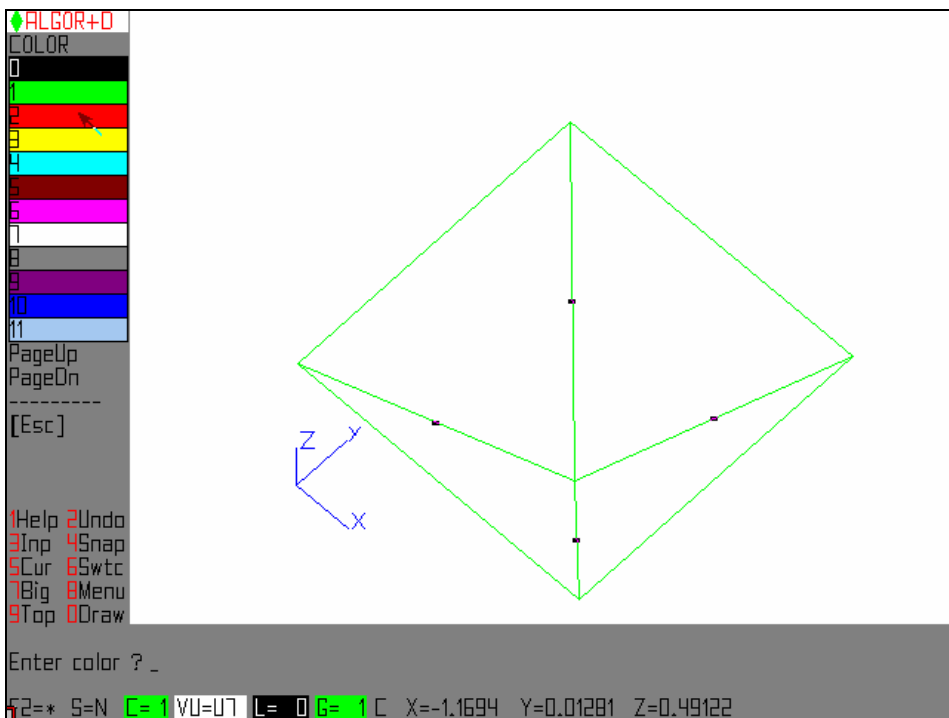 ALGOR+D
COLOR
0
1
2
3
4
5
6
7
8
9
10
11
PageUp
PageDn
---------
[Esc]
Z
Y
X
1Help 2Undo
3Inp 4Snap
5Cur 6Swtc
7Big 8Menu
9Top 0Draw
Enter color ?_
F2=* S=N C= 1 VU=U7 L= 0 G= 1 C X=-1.1694 Y=0.01281 Z=0.49122